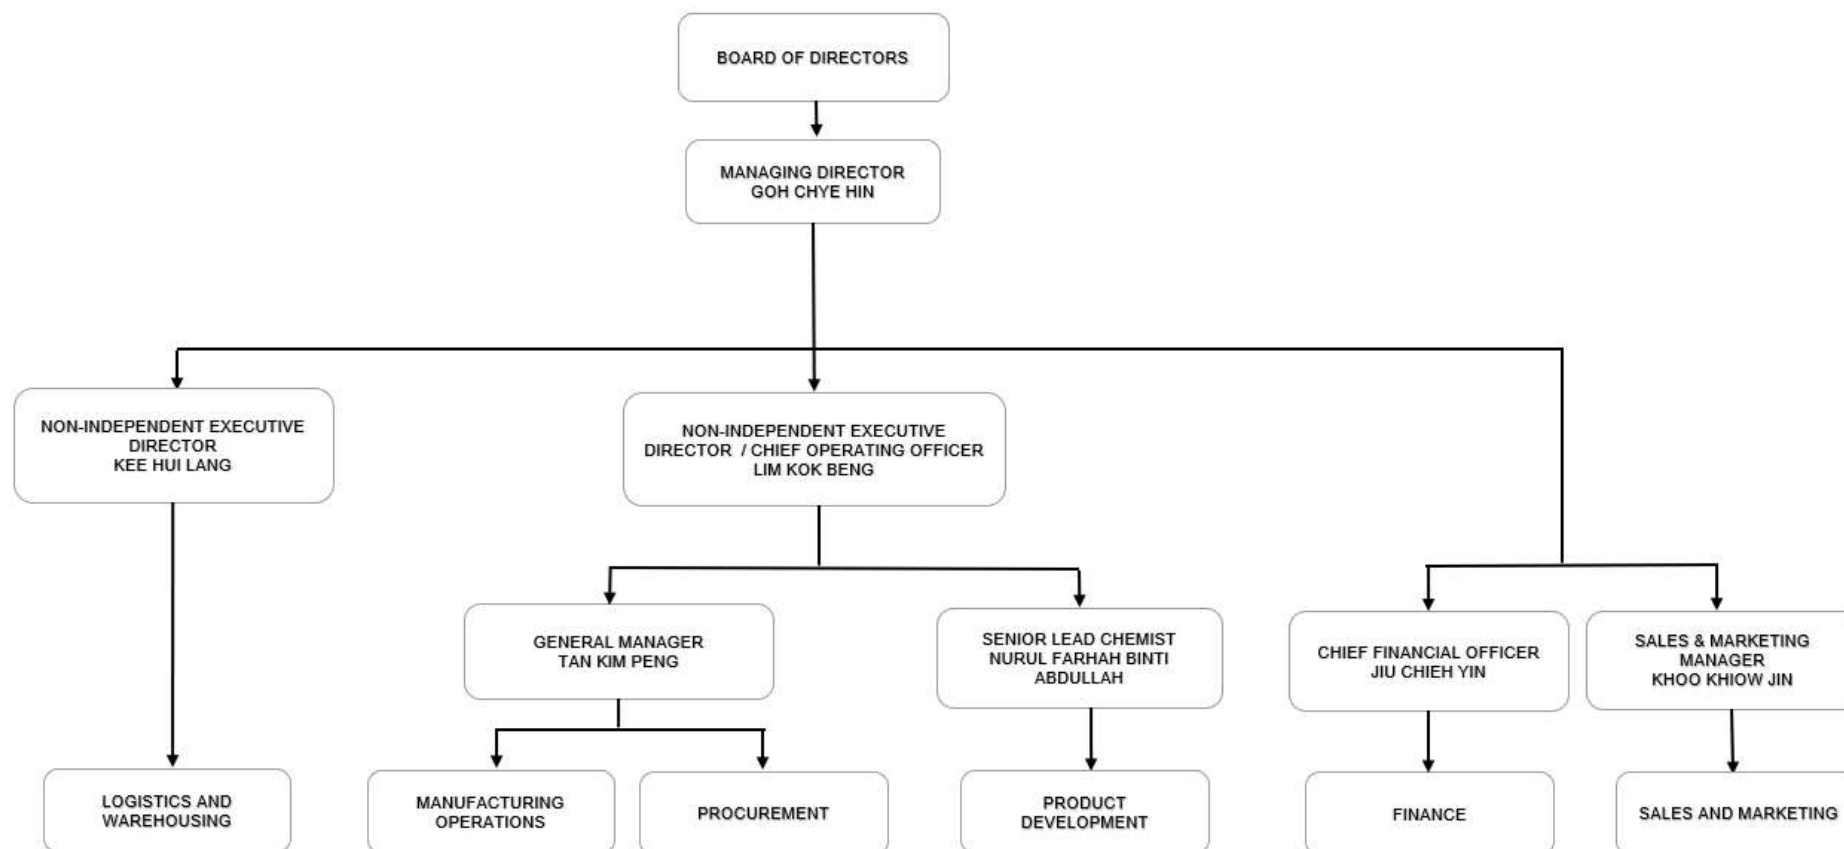 BOARD OF DIRECTORS
MANAGING DIRECTOR
GOH CHYE HIN
NON-INDEPENDENT EXECUTIVE
DIRECTOR
KEE HUI LANG
NON-INDEPENDENT EXECUTIVE
DIRECTOR / CHIEF OPERATING OFFICER
LIM KOK BENG
GENERAL MANAGER
TAN KIM PENG
SENIOR LEAD CHEMIST
NURUL FARHAH BINTI
ABDULLAH
CHIEF FINANCIAL OFFICER
JIU CHIEH YIN
SALES & MARKETING
MANAGER
KHOO KHIOW JIN
LOGISTICS AND
WAREHOUSING
MANUFACTURING
OPERATIONS
PROCUREMENT
PRODUCT
DEVELOPMENT
FINANCE
SALES AND MARKETING